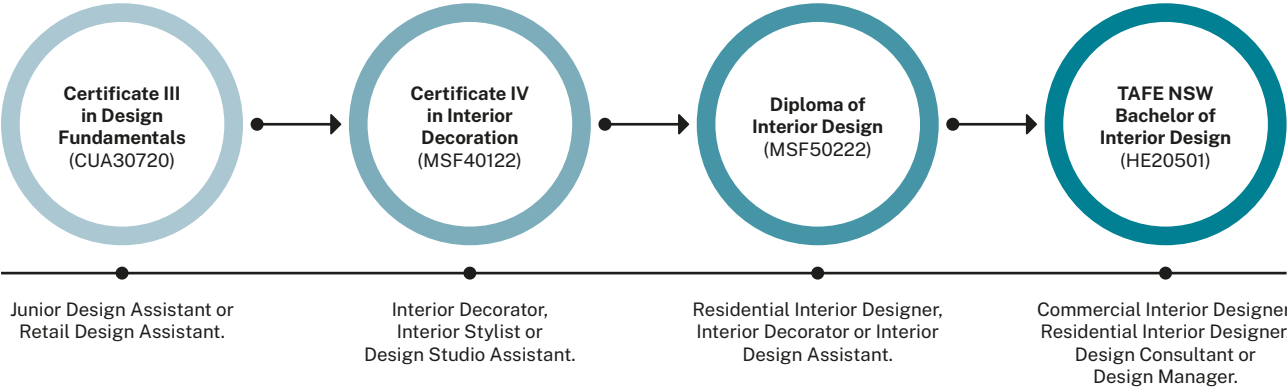 Certificate III
in Design
Fundamentals
(CUA30720)
Certificate IV
in Interior
Decoration
(MSF40122)
Diploma of
Interior Design
(MSF50222)
TAFE NSW
Bachelor of
Interior Design
(HE20501)
Junior Design Assistant or
Retail Design Assistant.
Interior Decorator,
Interior Stylist or
Design Studio Assistant.
Residential Interior Designer,
Interior Decorator or Interior
Design Assistant.
Commercial Interior Designer
Residential Interior Designer
Design Consultant or
Design Manager.